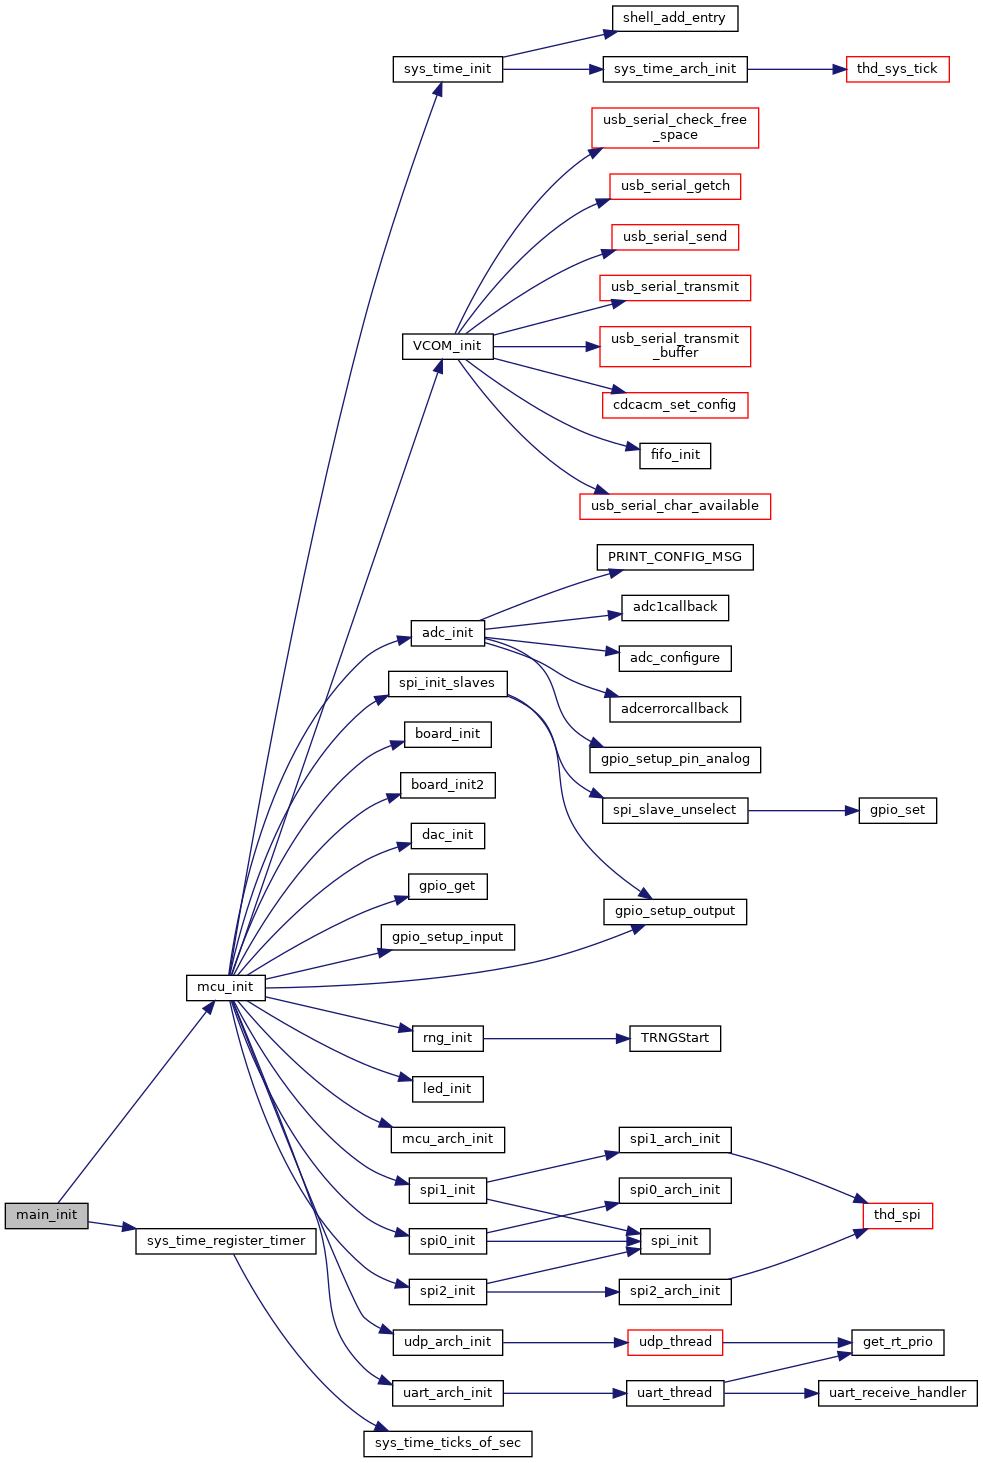 shell_add_entry
sys_time_init
sys_time_arch_init
thd_sys_tick
usb_serial_check_free
_space
usb_serial_getch
usb_serial_send
usb_serial_transmit
VCOM_init
usb_serial_transmit
_buffer
cdcacm_set_config
fifo_init
usb_serial_char_available
PRINT_CONFIG_MSG
adc1callback
adc_init
adc_configure
spi_init_slaves
adcerrorcallback
board_init
gpio_setup_pin_analog
board_init2
spi_slave_unselect
gpio_set
dac_init
gpio_get
gpio_setup_output
gpio_setup_input
mcu_init
rng_init
TRNGStart
led_init
mcu_arch_init
spi1_arch_init
spi1_init
spi0_arch_init
main_init
thd_spi
sys_time_register_timer
spi0_init
spi_init
spi2_init
spi2_arch_init
udp_arch_init
udp_thread
get_rt_prio
uart_arch_init
uart_thread
uart_receive_handler
sys_time_ticks_of_sec